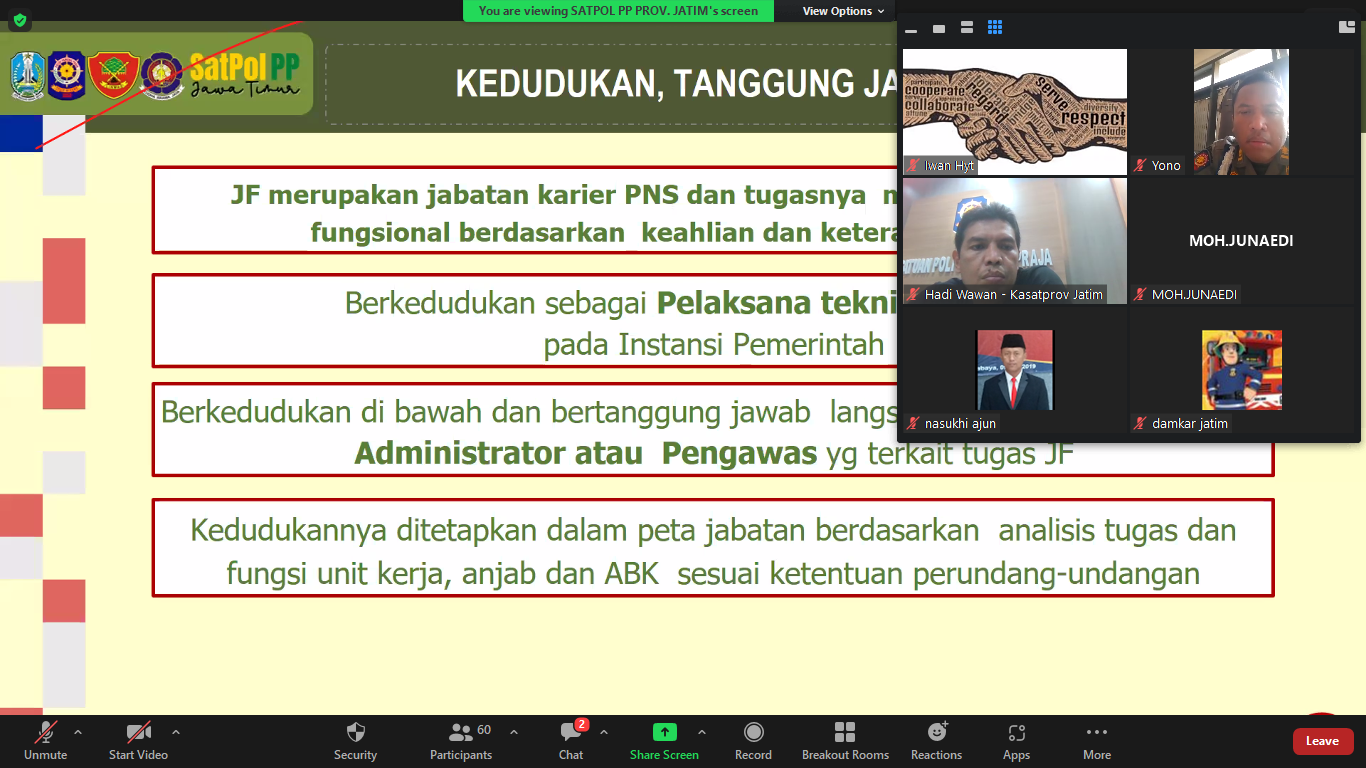 You are viewing SATPOL PP PROV. JATIM's screen
View Options
SatPol PP
Jawa Timur
KEDUDUKAN, TANGGUNG JA
JF merupakan jabatan karier PNS dan tugasnya
fungsional berdasarkan keahlian dan ketera
Berkedudukan sebagai Pelaksana tekni
pada Instansi Pemerintah
Berkedudukan di bawah dan bertanggung jawab langs
Administrator atau Pengawas yg terkait tugas JF
Kedudukannya ditetapkan dalam peta jabatan berdasarkan analisis tugas dan
fungsi unit kerja, anjab dan ABK sesuai ketentuan perundang-undangan
cooperate
collaborate
regard
serve
diversify
respect
include
Iwan Hyt
Yono
Hadi Wawan - Kasatprov Jatim
MOH.JUNAEDI
MOH.JUNAEDI
nasukhi ajun
damkar jatim
Unmute
Start Video
Security
Participants
60
Chat
2
Share Screen
Record
Breakout Rooms
Reactions
Apps
More
Leave